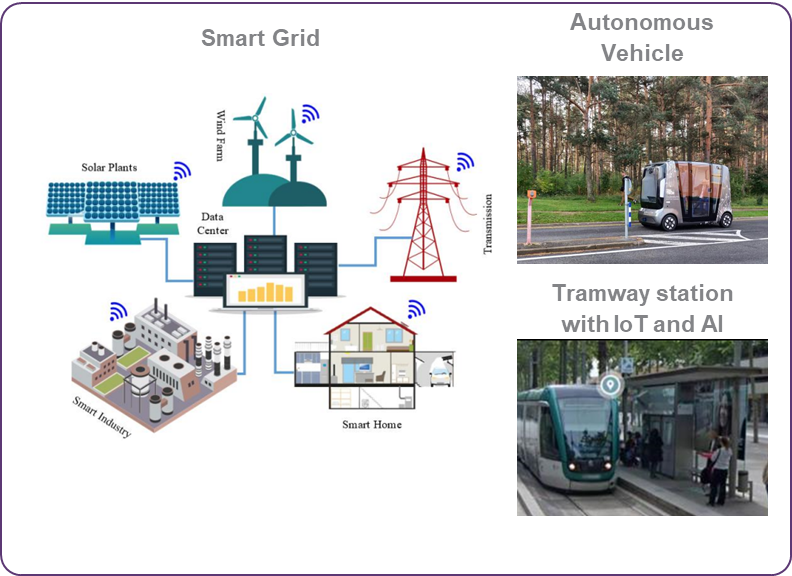 Smart Grid
Wind Farm
Solar Plants
Data
Center
Transmission
Smart Industry
Smart Home
Autonomous
Vehicle
Tramway station
with IoT and AI